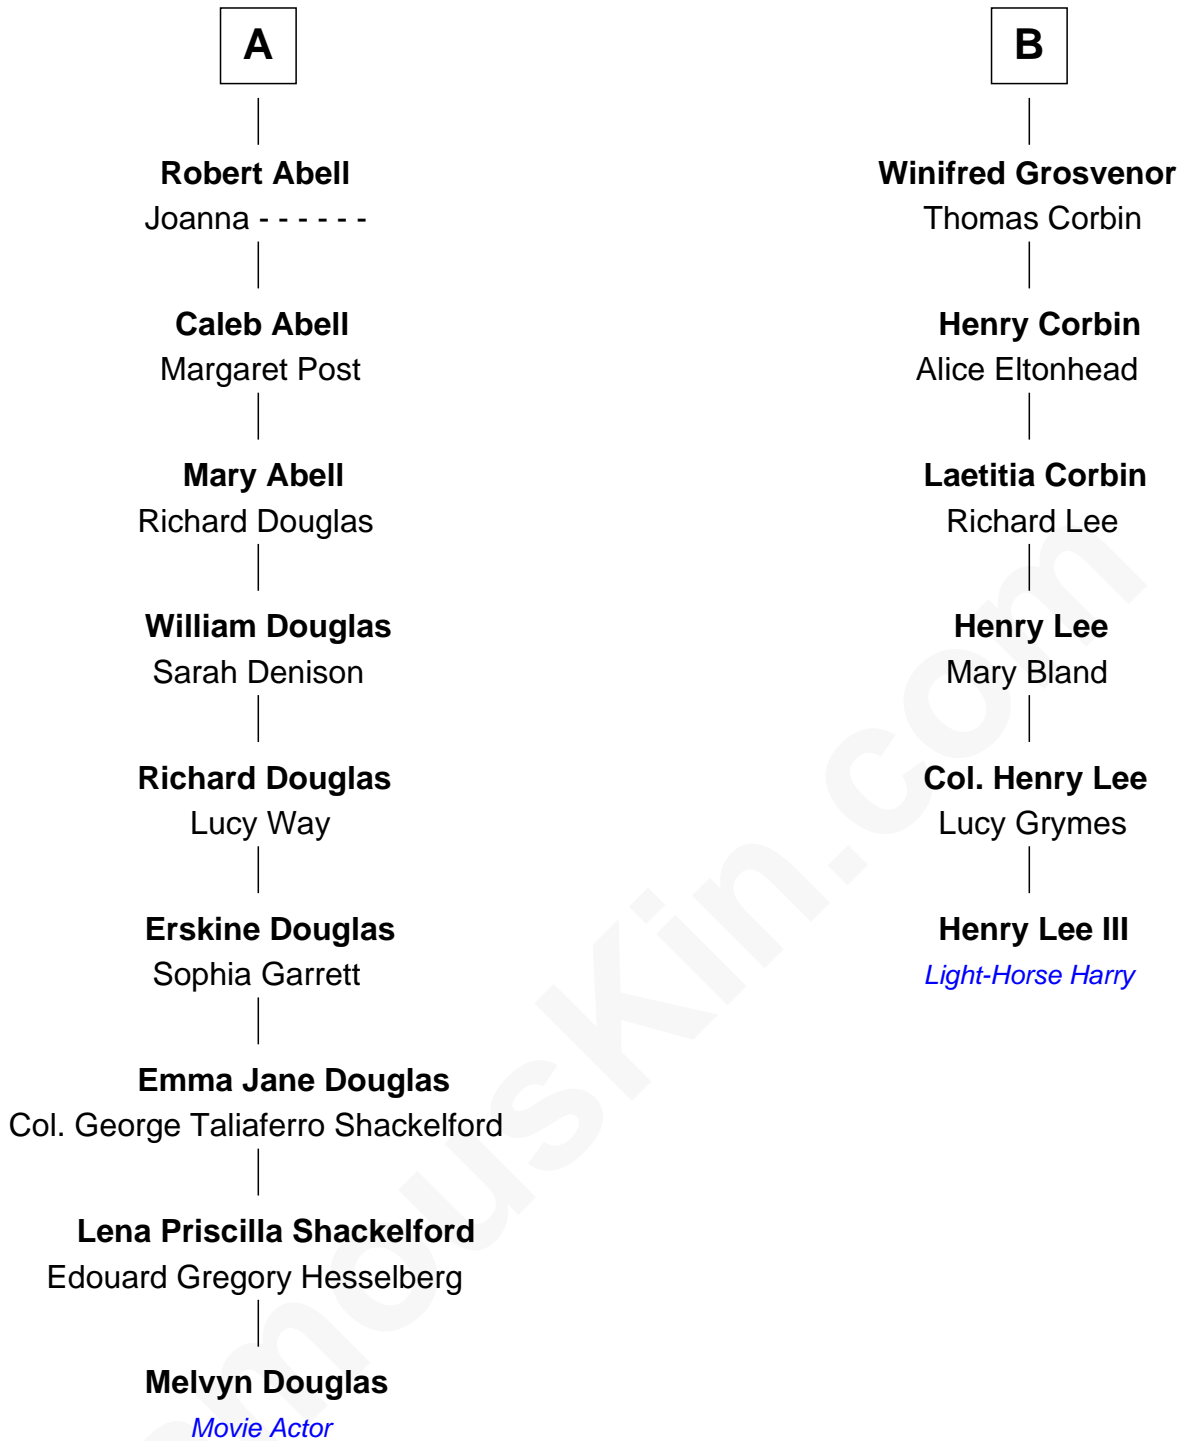 A
Robert Abell
Joanna - - - - - -
Caleb Abell
Margaret Post
Mary Abell
Richard Douglas
William Douglas
Sarah Denison
Richard Douglas
Lucy Way
Erskine Douglas
Sophia Garrett
Emma Jane Douglas
Col. George Taliaferro Shackelford
Lena Priscilla Shackelford
Edouard Gregory Hesselberg
Melvyn Douglas
Movie Actor
B
Winifred Grosvenor
Thomas Corbin
Henry Corbin
Alice Eltonhead
Laetitia Corbin
Richard Lee
Henry Lee
Mary Bland
Col. Henry Lee
Lucy Grymes
Henry Lee III
Light-Horse Harry
mousKin.com